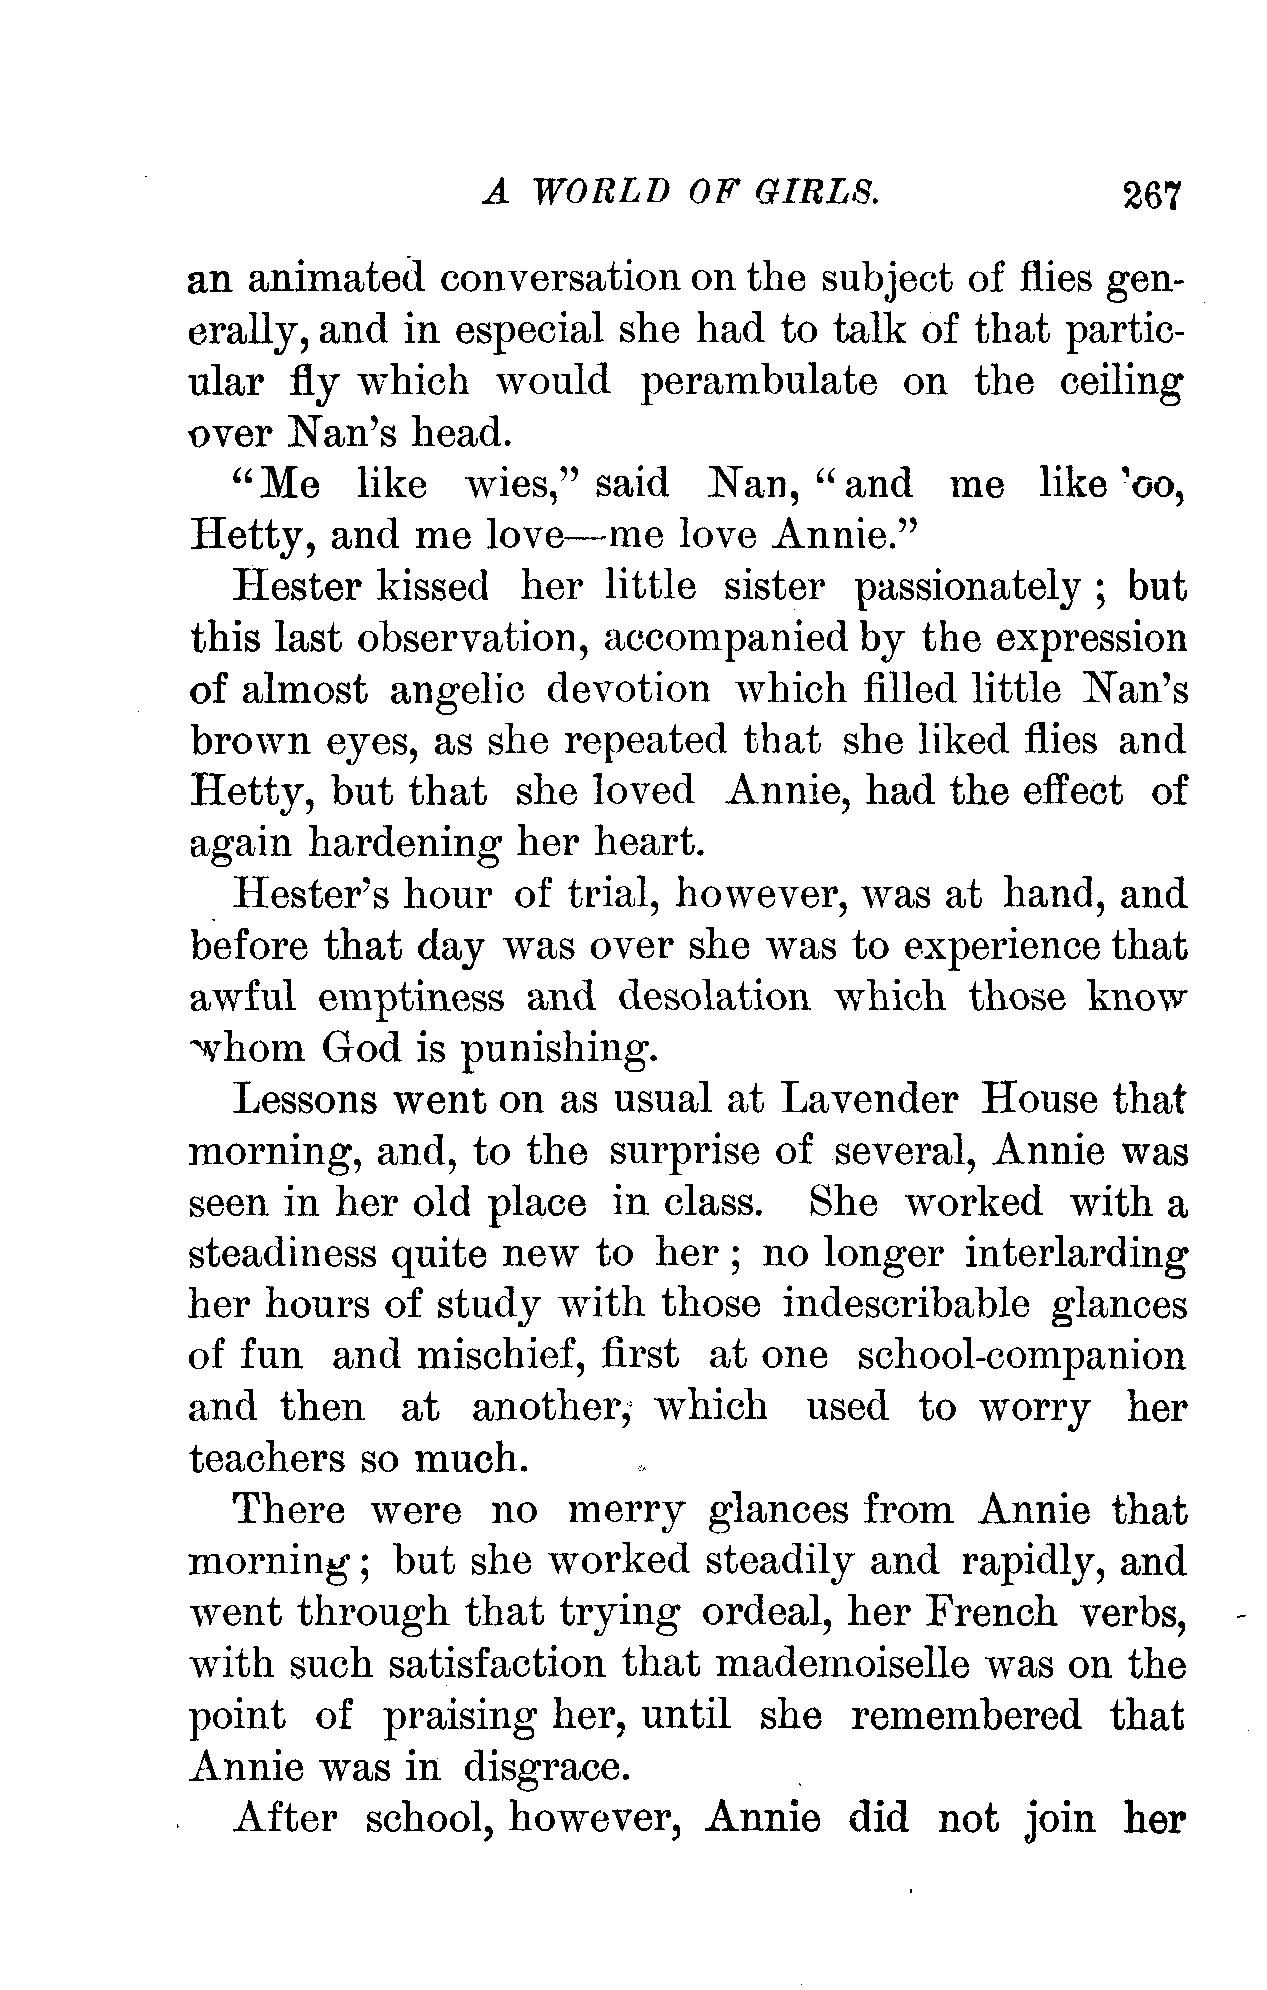 A WORLD OF GIRLS. 267
an animated conversation on the subject of flies gen-
erally, and in especial she had to talk of that partic-
ular fly which would perambulate on the ceiling
over Nan's head.
"Me like wies," said Nan, "and me like 'oo,
Hetty, and me love—me love Annie."
Hester kissed her little sister passionately; but
this last observation, accompanied by the expression
of almost angelic devotion which filled little Nan's
brown eyes, as she repeated that she liked flies and
Hetty, but that she loved Annie, had the effect of
again hardening her heart.
Hester's hour of trial, however, was at hand, and
before that day was over she was to experience that
awful emptiness and desolation which those know
whom God is punishing.
Lessons went on as usual at Lavender House that
morning, and, to the surprise of several, Annie was
seen in her old place in class. She worked with a
steadiness quite new to her; no longer interlarding
her hours of study with those indescribable glances
of fun and mischief, first at one school-companion
and then at another, which used to worry her
teachers so much.
There were no merry glances from Annie that
morning; but she worked steadily and rapidly, and
went through that trying ordeal, her French verbs,
with such satisfaction that mademoiselle was on the
point of praising her, until she remembered that
Annie was in disgrace.
After school, however, Annie did not join her